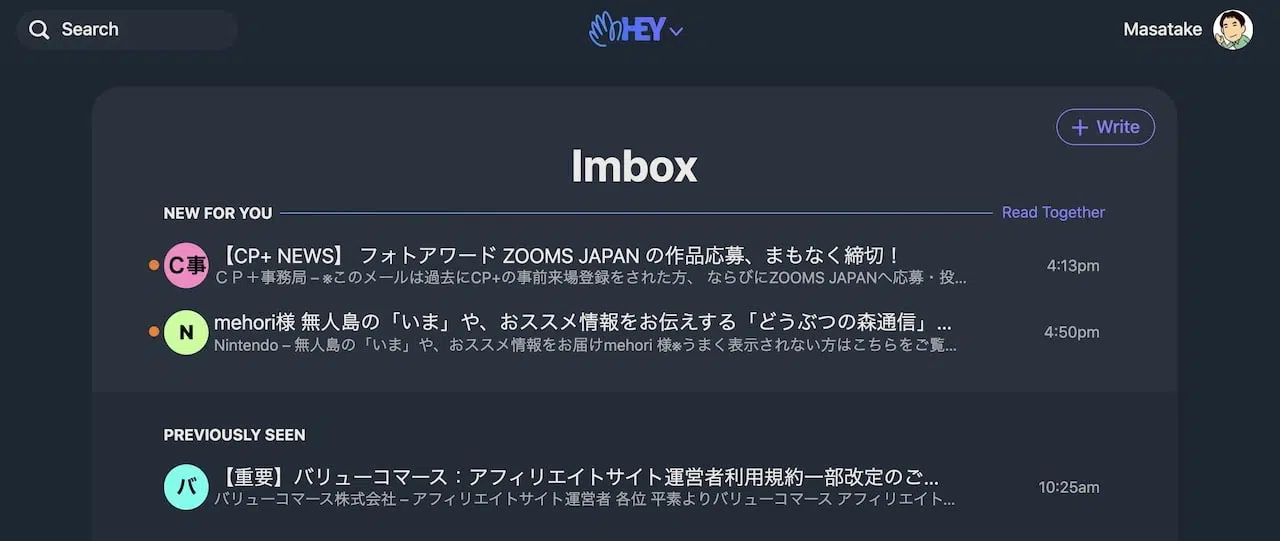 Search
HEY
Masatake
Write
Imbox
NEW FOR YOU
Read Together
C事
【CP+ NEWS】 フォトアワード ZOOMS JAPAN の作品応募、まもなく締切！
ＣＰ＋事務局 – ※このメールは過去にCP+の事前来場登録をされた方、 ならびにZOOMS JAPANへ応募・投...
4:13pm
N
mehori様 無人島の「いま」や、おススメ情報をお伝えする「どうぶつの森通信」...
Nintendo – 無人島の「いま」や、おススメ情報をお届けmehori 様※うまく表示されない方はこちらをご覧...
4:50pm
PREVIOUSLY SEEN
バ
【重要】バリューコマース：アフィリエイトサイト運営者利用規約一部改定のご...
バリューコマース株式会社 – アフィリエイトサイト運営者 各位 平素よりバリューコマース アフィリエイト...
10:25am